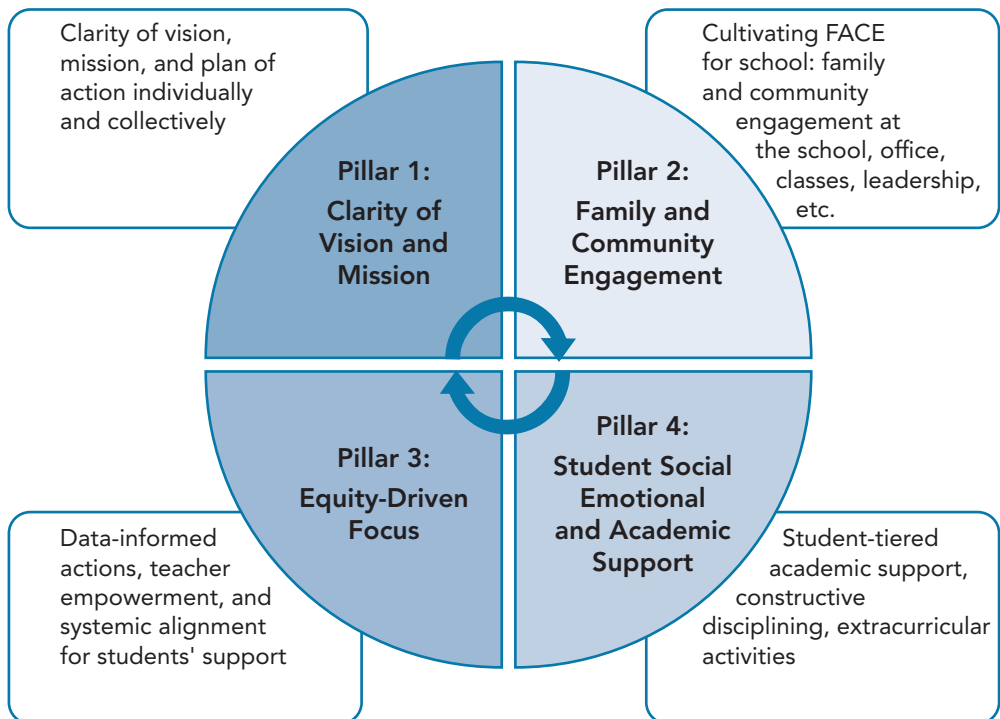 Clarity of vision,
mission, and plan of
action individually
and collectively
Cultivating FACE
for school: family
and community
engagement at
the school, office,
classes, leadership,
etc.
Pillar 1:
Clarity of
Vision and
Mission
Pillar 2:
Family and
Community
Engagement
Pillar 3:
Equity-Driven
Focus
Pillar 4:
Student Social
Emotional
and Academic
Support
Data-informed
actions, teacher
empowerment, and
systemic alignment
for students' support
Student-tiered
academic support,
constructive
disciplining, extracurricular
activities